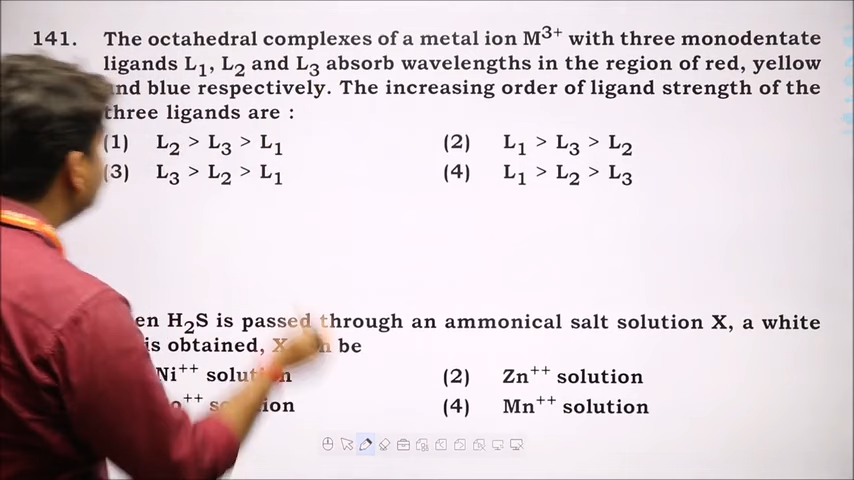 141. The octahedral complexes of a metal ion M³⁺ with three monodentate
ligands L₁, L₂ and L₃ absorb wavelengths in the region of red, yellow
and blue respectively. The increasing order of ligand strength of the
three ligands are :
(1) L₂ > L₃ > L₁ (2) L₁ > L₃ > L₂
(3) L₃ > L₂ > L₁ (4) L₁ > L₂ > L₃
H₂S is passed through an ammonical salt solution X, a white
is obtained, X be
Ni⁺⁺ solution (2) Zn⁺⁺ solution
(4) Mn⁺⁺ solution